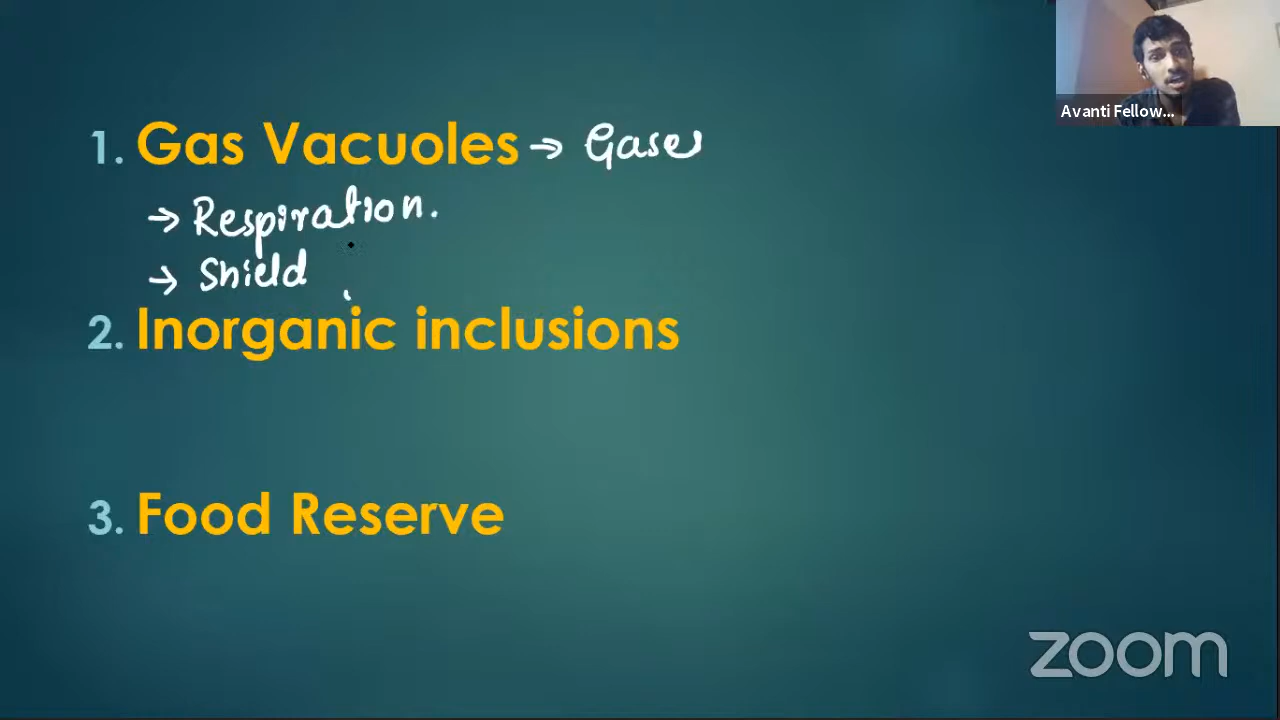 Avanti Fellow...
1. Gas Vacuoles → Gases
→ Respiration.
→ Shield
2. Inorganic inclusions
3. Food Reserve
zoom